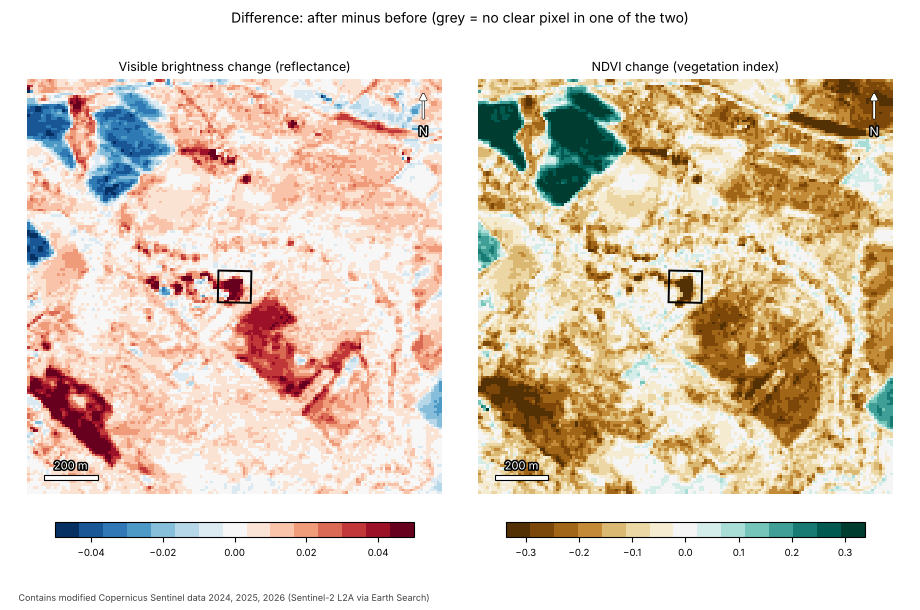 Difference: after minus before (grey = no clear pixel in one of the two)
Visible brightness change (reflectance)
NDVI change (vegetation index)
N
N
200 m
200 m
−0.04 −0.02 0.00 0.02 0.04
−0.3 −0.2 −0.1 0.0 0.1 0.2 0.3
Contains modified Copernicus Sentinel data 2024, 2025, 2026 (Sentinel-2 L2A via Earth Search)